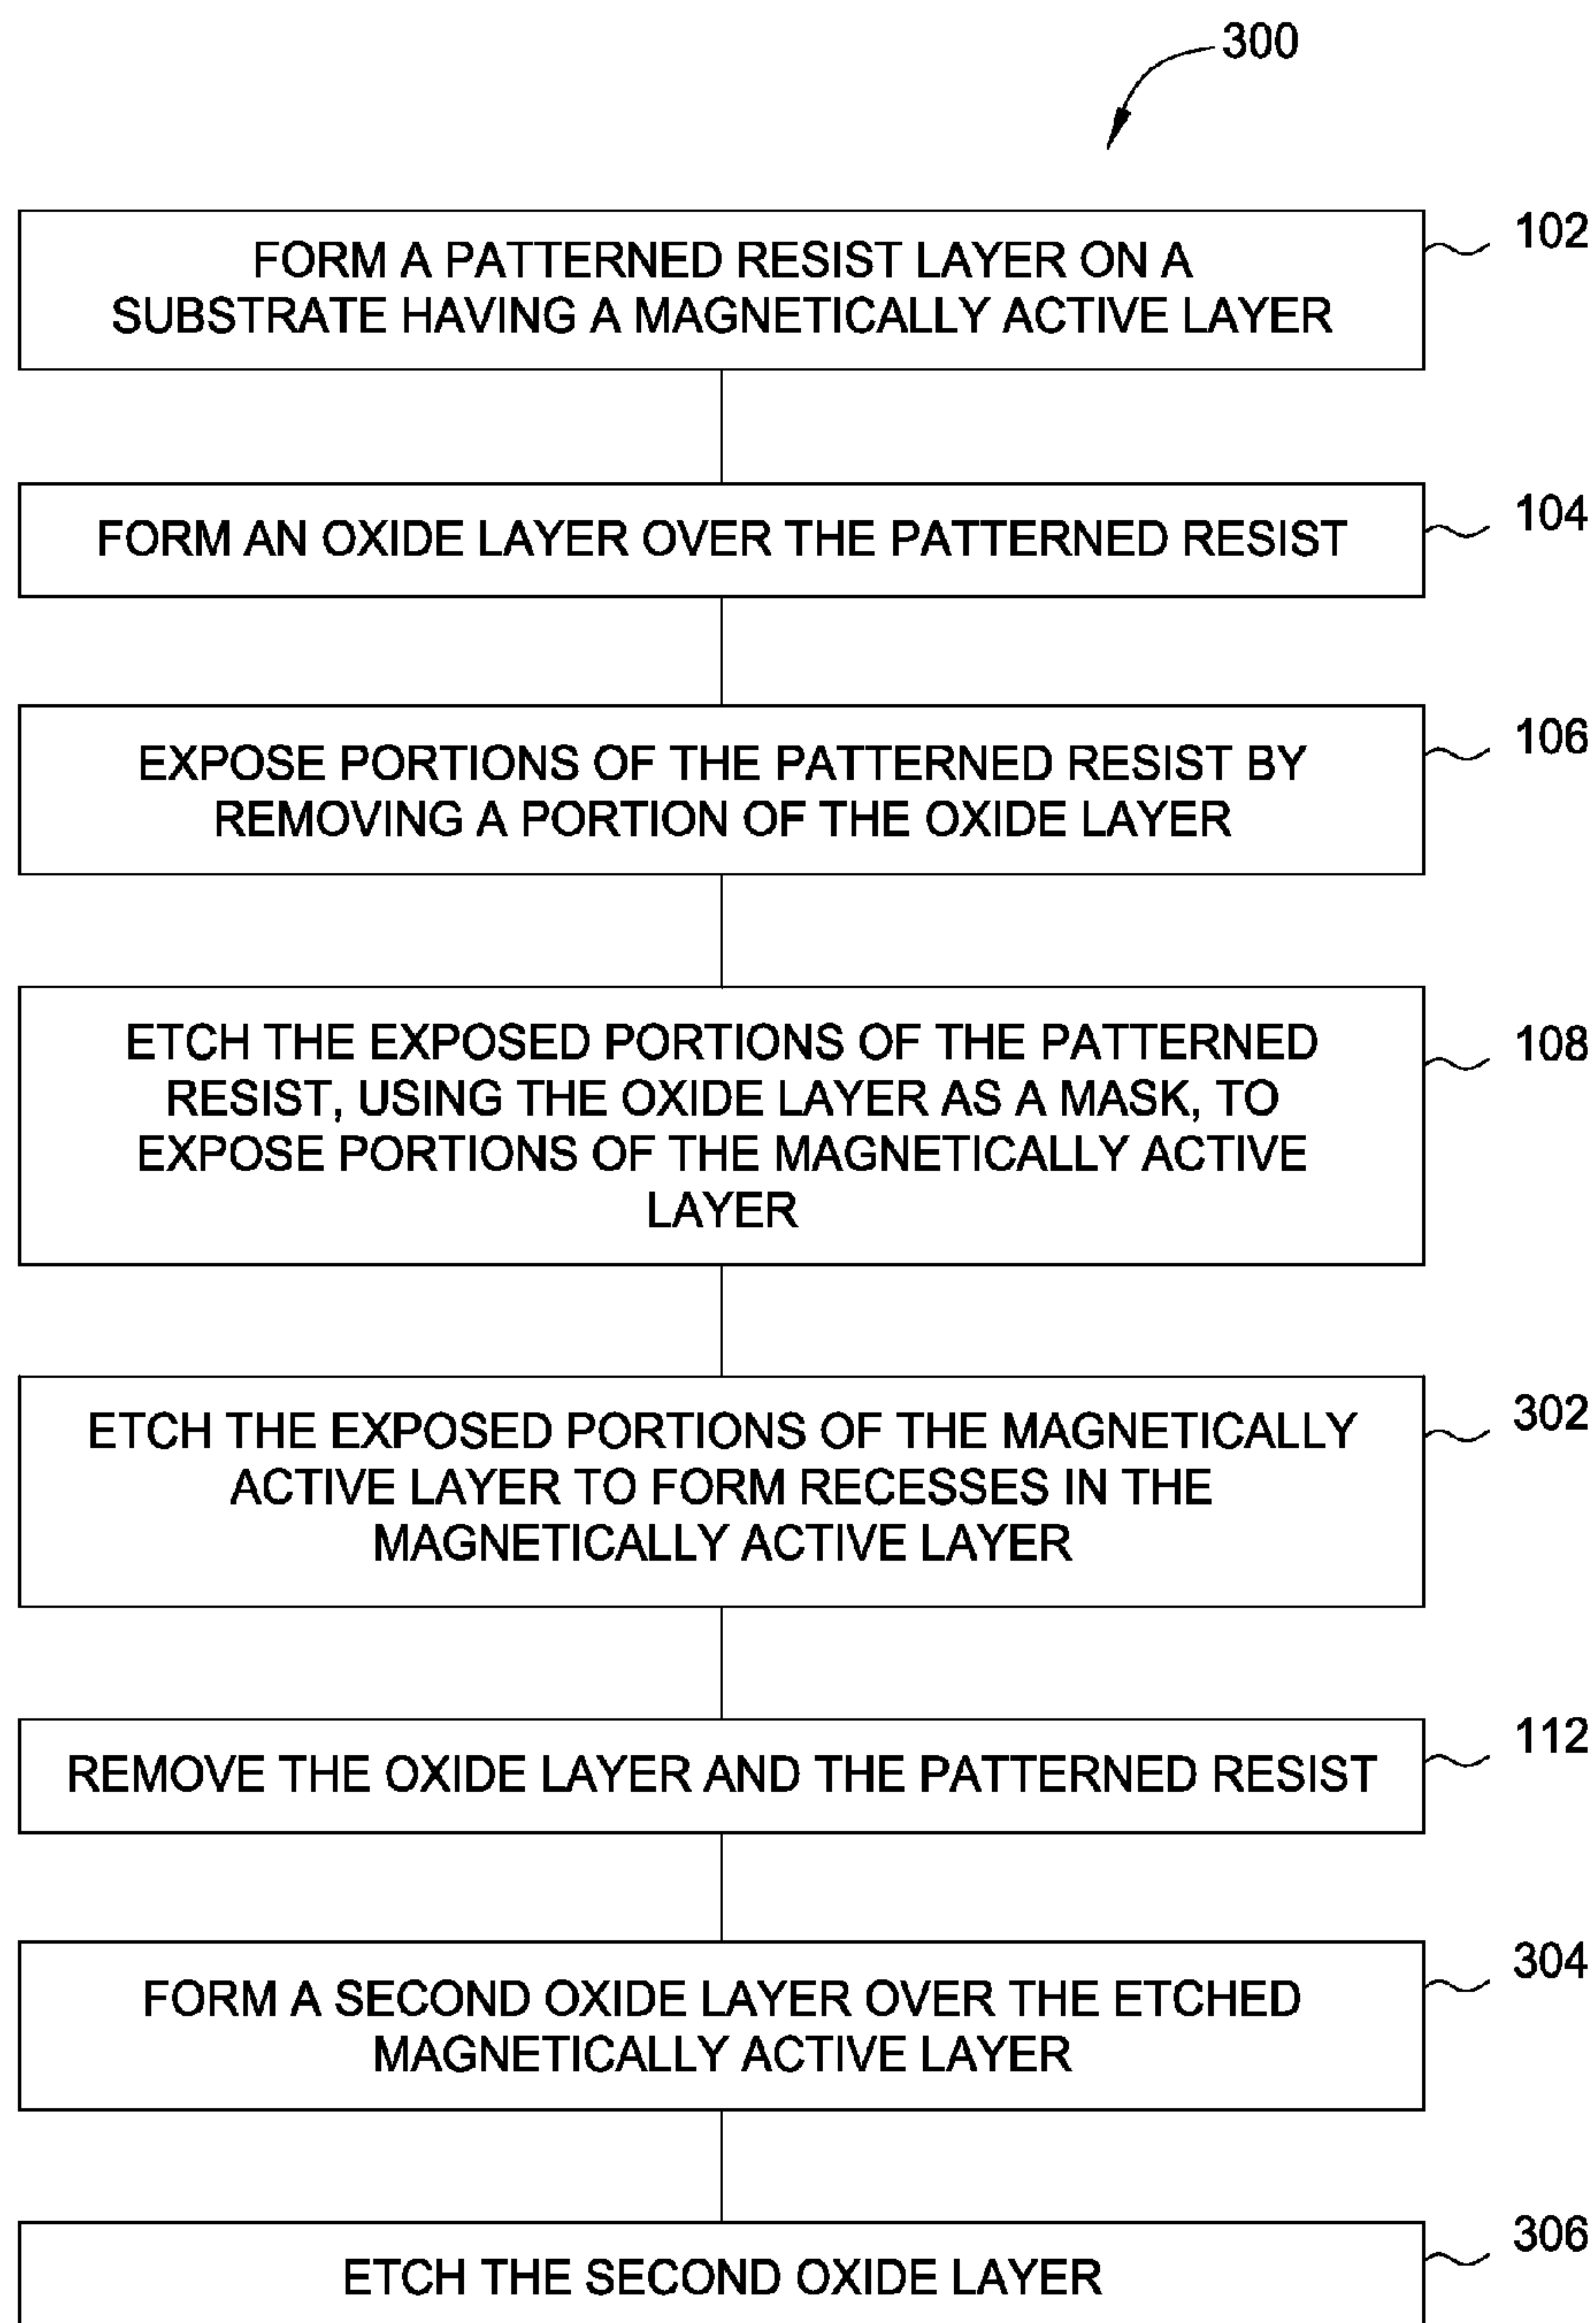 300
FORM A PATTERNED RESIST LAYER ON A
SUBSTRATE HAVING A MAGNETICALLY ACTIVE LAYER
102
FORM AN OXIDE LAYER OVER THE PATTERNED RESIST
104
EXPOSE PORTIONS OF THE PATTERNED RESIST BY
REMOVING A PORTION OF THE OXIDE LAYER
106
ETCH THE EXPOSED PORTIONS OF THE PATTERNED
RESIST, USING THE OXIDE LAYER AS A MASK, TO
EXPOSE PORTIONS OF THE MAGNETICALLY ACTIVE
LAYER
108
ETCH THE EXPOSED PORTIONS OF THE MAGNETICALLY
ACTIVE LAYER TO FORM RECESSES IN THE
MAGNETICALLY ACTIVE LAYER
302
REMOVE THE OXIDE LAYER AND THE PATTERNED RESIST
112
FORM A SECOND OXIDE LAYER OVER THE ETCHED
MAGNETICALLY ACTIVE LAYER
304
ETCH THE SECOND OXIDE LAYER
306